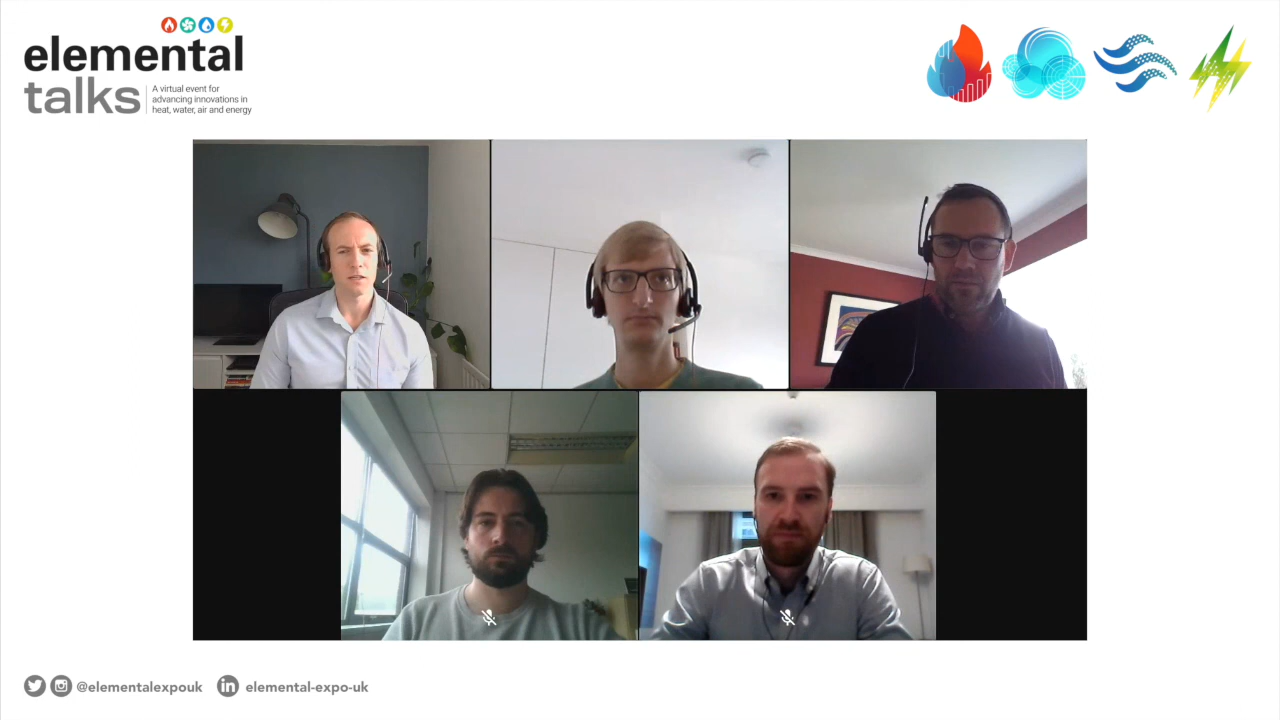 elemental
talks
A virtual event for
advancing innovations in
heat, water, air and energy
@elementalexpouk
elemental-expo-uk